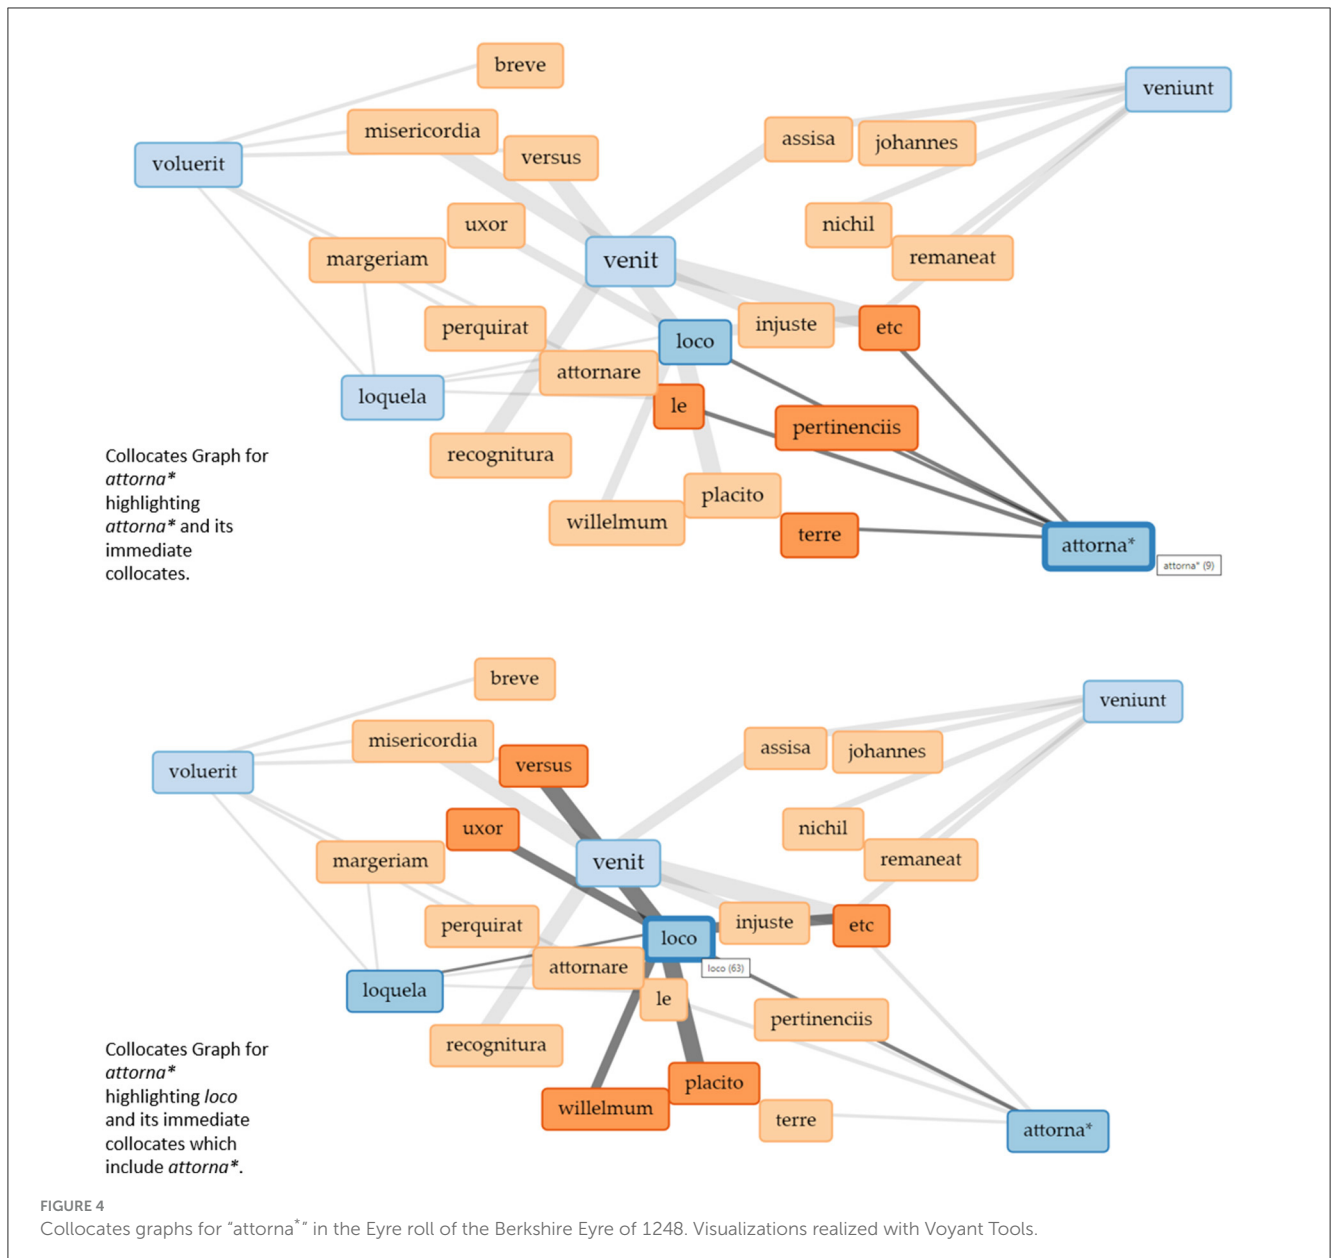 breve
veniunt
misericordia
assisa
johannes
voluerit
versus
uxor
nichil
margeriam
venit
remaneat
perquirat
loco
injuste
etc
attornare
loquela
le
pertinenciis
recognitura
placito
willelmum
terre
attorna*
attorna* (9)
Collocates Graph for
attorna*
highlighting
attorna* and its
immediate
collocates.
breve
veniunt
misericordia
assisa
johannes
voluerit
versus
uxor
nichil
margeriam
venit
remaneat
perquirat
loco
injuste
etc
loco (63)
attornare
loquela
le
pertinenciis
recognitura
placito
willelmum
terre
attorna*
Collocates Graph for
attorna*
highlighting loco
and its immediate
collocates which
include attorna*.
FIGURE 4
Collocates graphs for “attorna*” in the Eyre roll of the Berkshire Eyre of 1248. Visualizations realized with Voyant Tools.